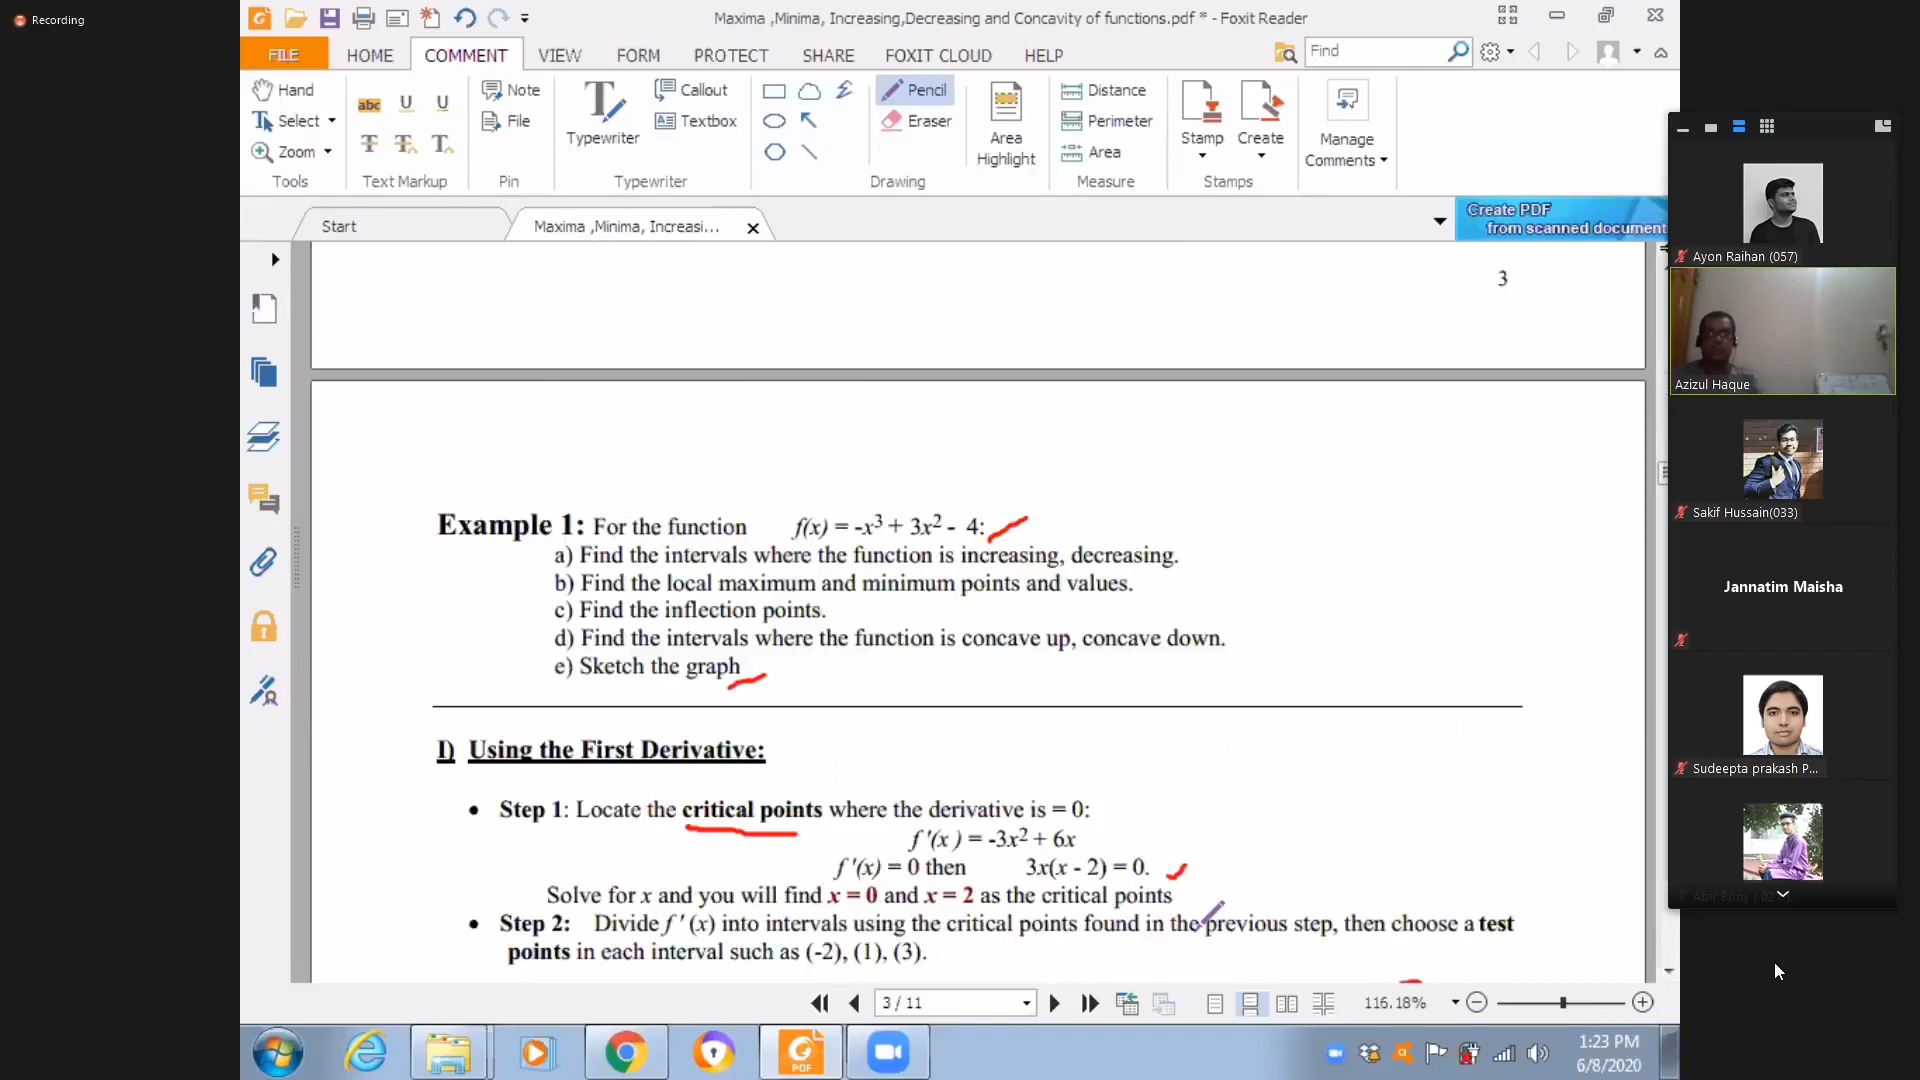 Recording
Maxima ,Minima, Increasing,Decreasing and Concavity of functions.pdf * - Foxit Reader
FILE HOME COMMENT VIEW FORM PROTECT SHARE FOXIT CLOUD HELP
Find
Hand
Select
Zoom
Tools
abc U U
T T T
Text Markup
Note
File
Pin
Typewriter
Callout
Textbox
Typewriter
Pencil
Eraser
Drawing
Area
Highlight
Distance
Perimeter
Area
Measure
Stamp
Create
Stamps
Manage
Comments
Start
Maxima ,Minima, Increasi...
Create PDF
from scanned document
3
Example 1: For the function f(x) = -x³ + 3x² - 4:
a) Find the intervals where the function is increasing, decreasing.
b) Find the local maximum and minimum points and values.
c) Find the inflection points.
d) Find the intervals where the function is concave up, concave down.
e) Sketch the graph
I) Using the First Derivative:
• Step 1: Locate the critical points where the derivative is = 0:
f '(x ) = -3x² + 6x
f '(x) = 0 then 3x(x - 2) = 0.
Solve for x and you will find x = 0 and x = 2 as the critical points
• Step 2: Divide f ' (x) into intervals using the critical points found in the previous step, then choose a test
points in each interval such as (-2), (1), (3).
3 / 11
116.18%
PDF
1:23 PM
6/8/2020
Ayon Raihan (057)
Azizul Haque
Sakif Hussain(033)
Jannatim Maisha
Sudeepta prakash P...